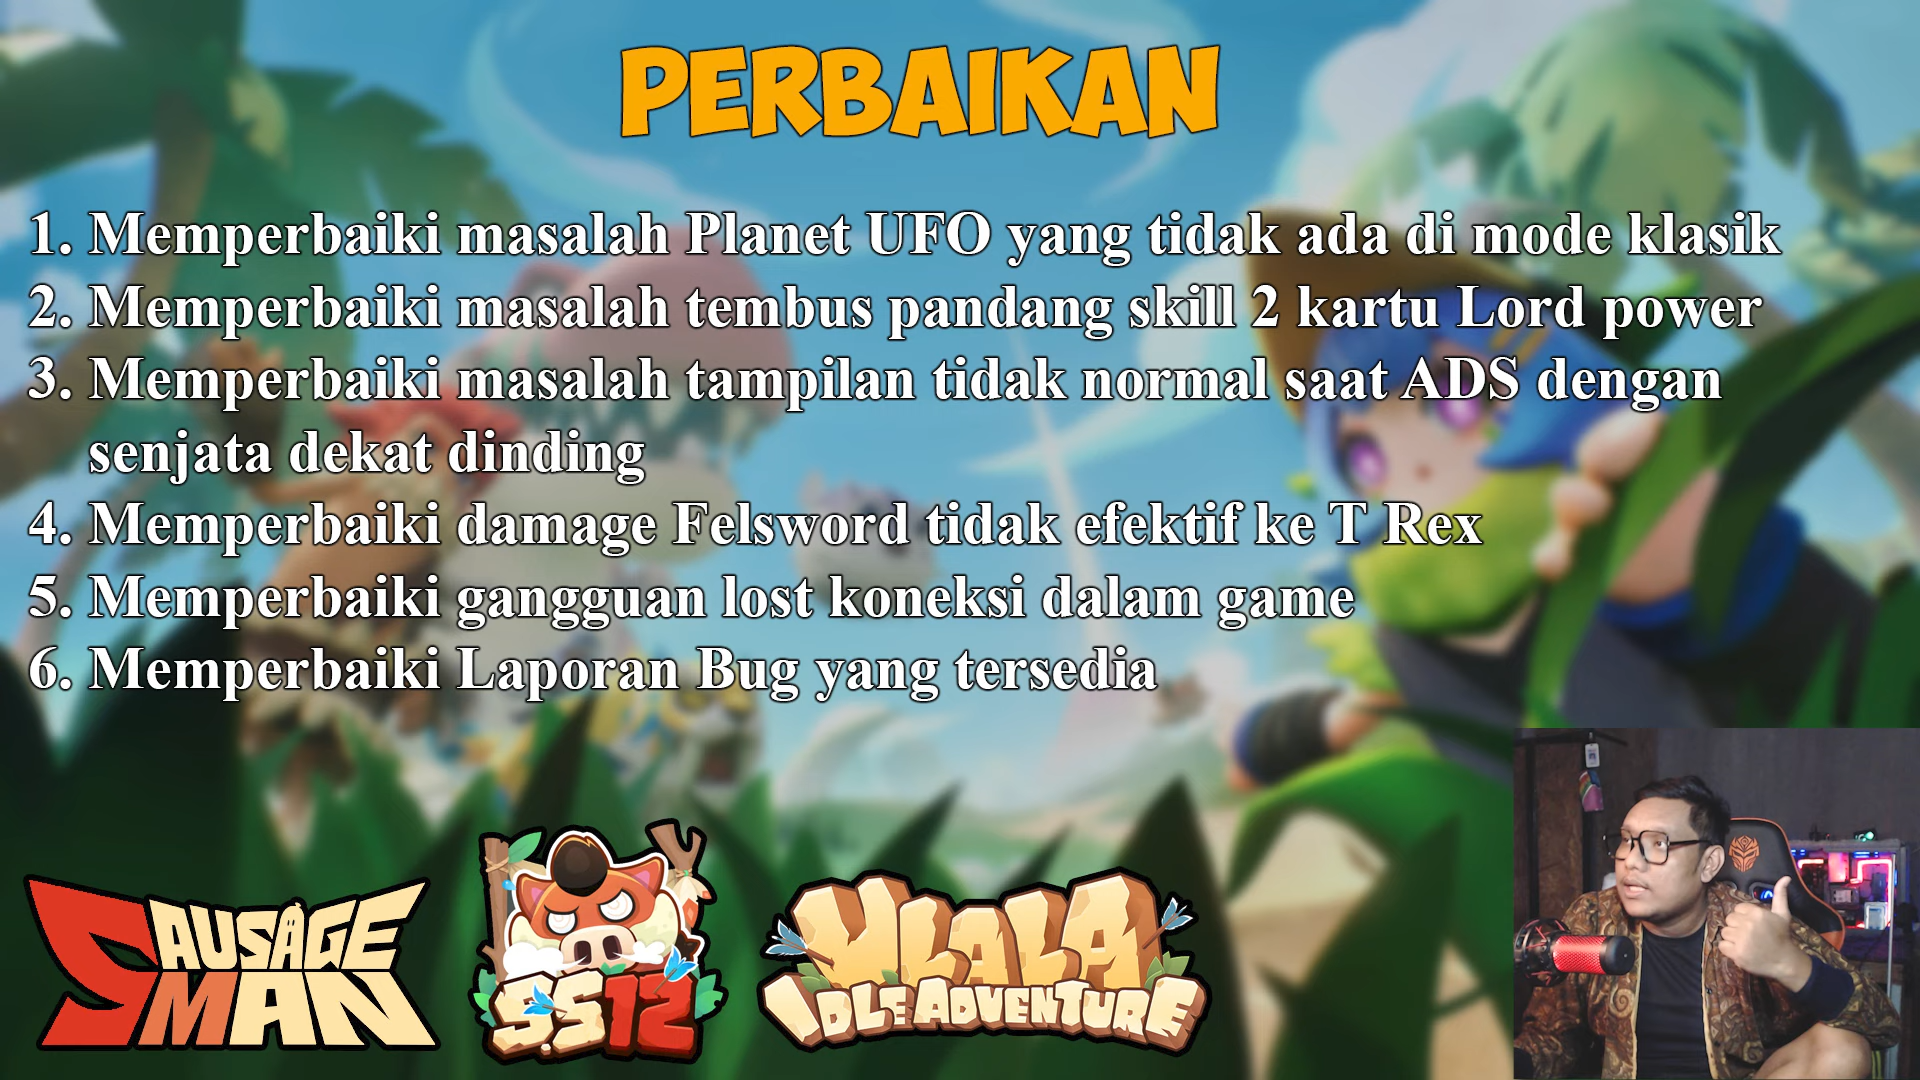 PERBAIKAN
1. Memperbaiki masalah Planet UFO yang tidak ada di mode klasik
2. Memperbaiki masalah tembus pandang skill 2 kartu Lord power
3. Memperbaiki masalah tampilan tidak normal saat ADS dengan
senjata dekat dinding
4. Memperbaiki damage Felsword tidak efektif ke T Rex
5. Memperbaiki gangguan lost koneksi dalam game
6. Memperbaiki Laporan Bug yang tersedia
SAUSAGE
MAN
S.S12
ULALA
IDLE ADVENTURE